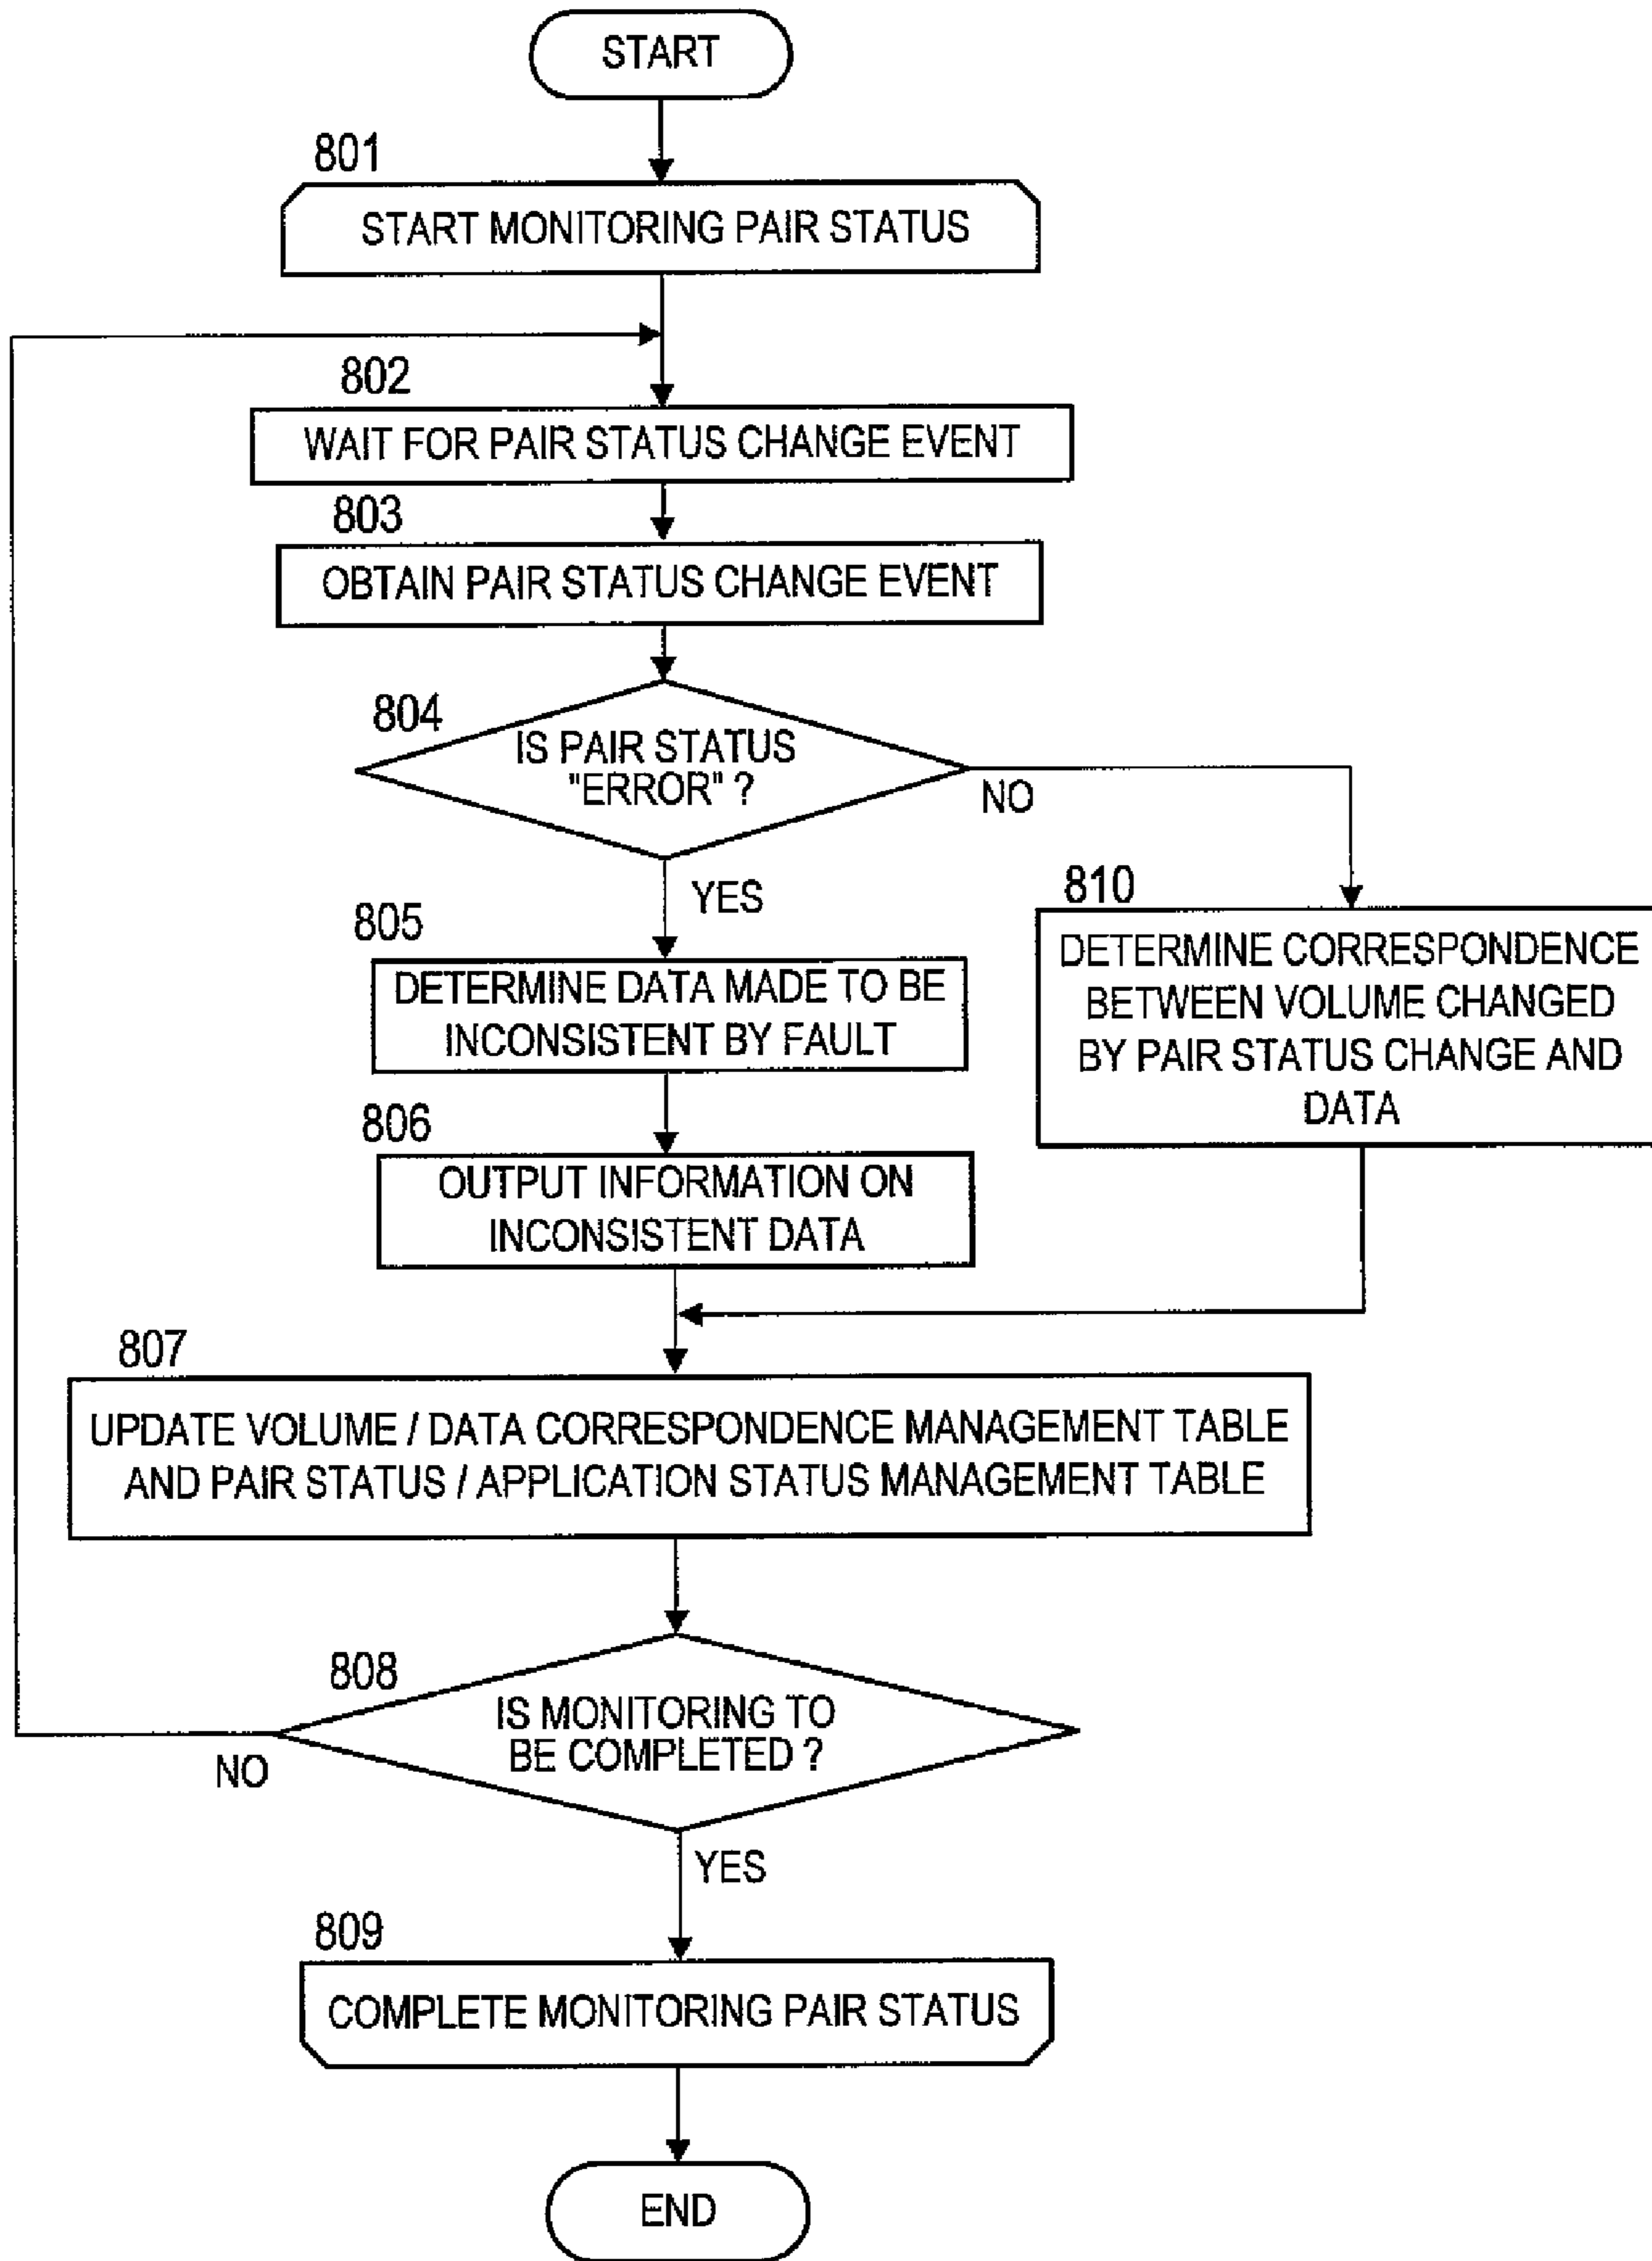 START
801
START MONITORING PAIR STATUS
802
WAIT FOR PAIR STATUS CHANGE EVENT
803
OBTAIN PAIR STATUS CHANGE EVENT
804
IS PAIR STATUS
"ERROR" ?
NO
YES
805
DETERMINE DATA MADE TO BE
INCONSISTENT BY FAULT
810
DETERMINE CORRESPONDENCE
BETWEEN VOLUME CHANGED
BY PAIR STATUS CHANGE AND
DATA
806
OUTPUT INFORMATION ON
INCONSISTENT DATA
807
UPDATE VOLUME / DATA CORRESPONDENCE MANAGEMENT TABLE
AND PAIR STATUS / APPLICATION STATUS MANAGEMENT TABLE
808
IS MONITORING TO
BE COMPLETED ?
NO
YES
809
COMPLETE MONITORING PAIR STATUS
END